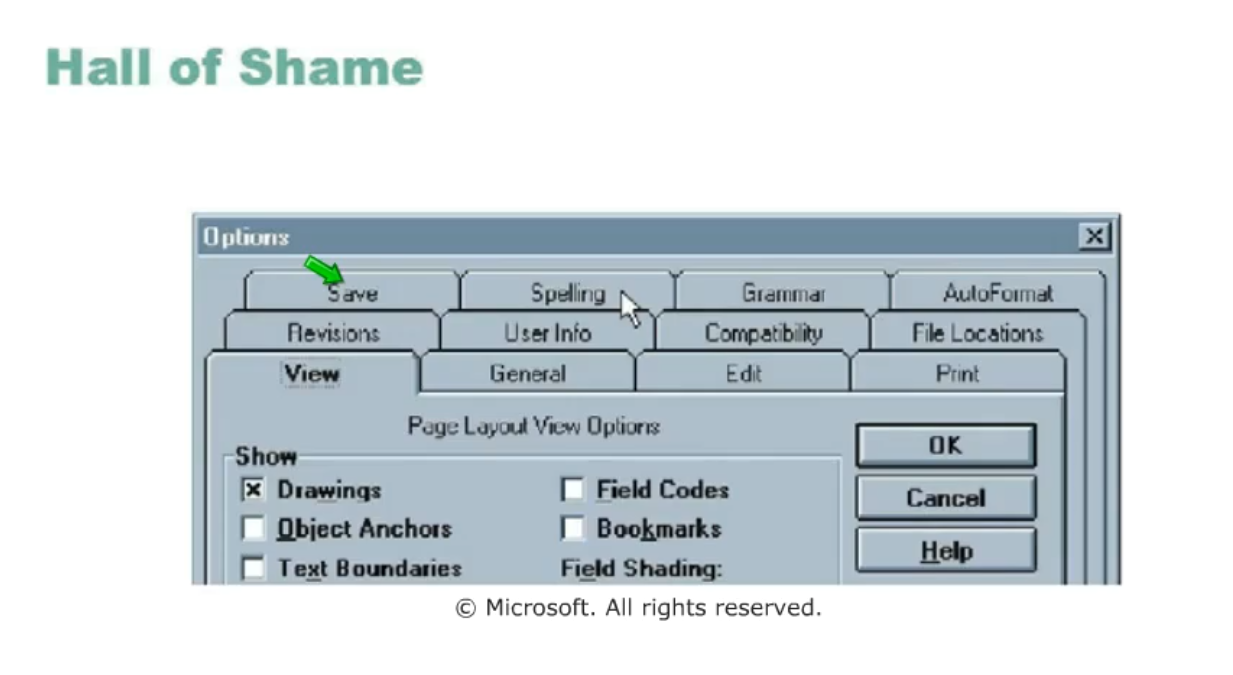 Hall of Shame
Options
Save Spelling Grammar AutoFormat
Revisions User Info Compatibility File Locations
View General Edit Print
Page Layout View Options
OK
Show
Drawings Field Codes
Cancel
Object Anchors Bookmarks
Help
Text Boundaries Field Shading:
© Microsoft. All rights reserved.